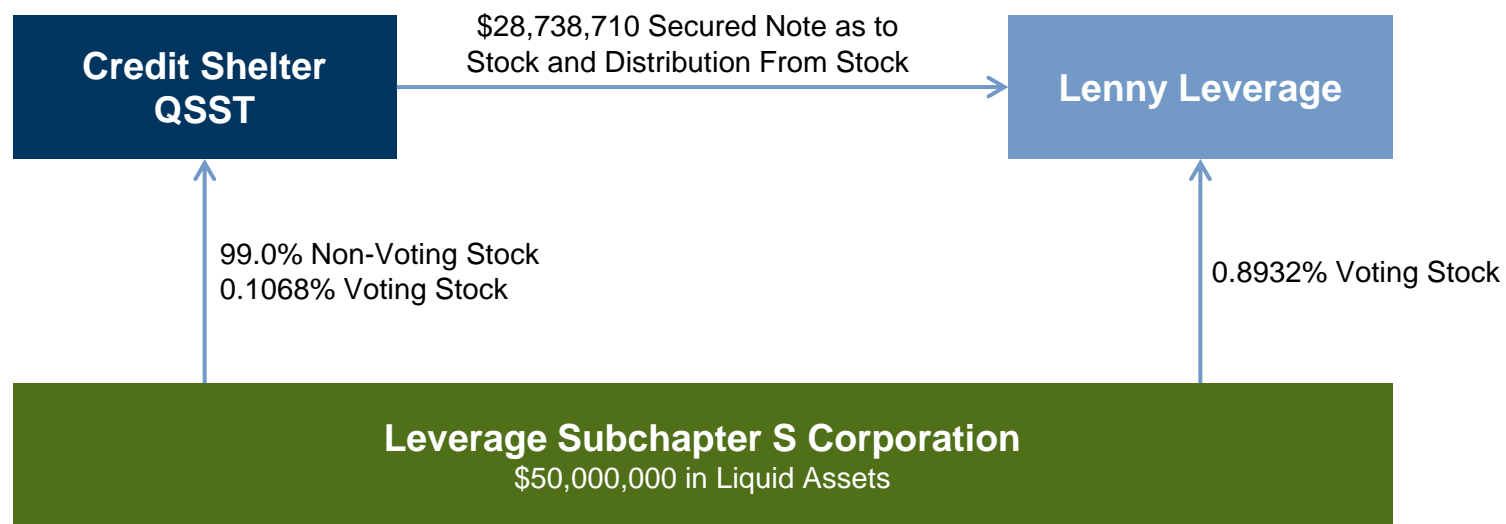 Credit Shelter
QSST
$28,738,710 Secured Note as to
Stock and Distribution From Stock
Lenny Leverage
99.0% Non-Voting Stock
0.1068% Voting Stock
0.8932% Voting Stock
Leverage Subchapter S Corporation
$50,000,000 in Liquid Assets